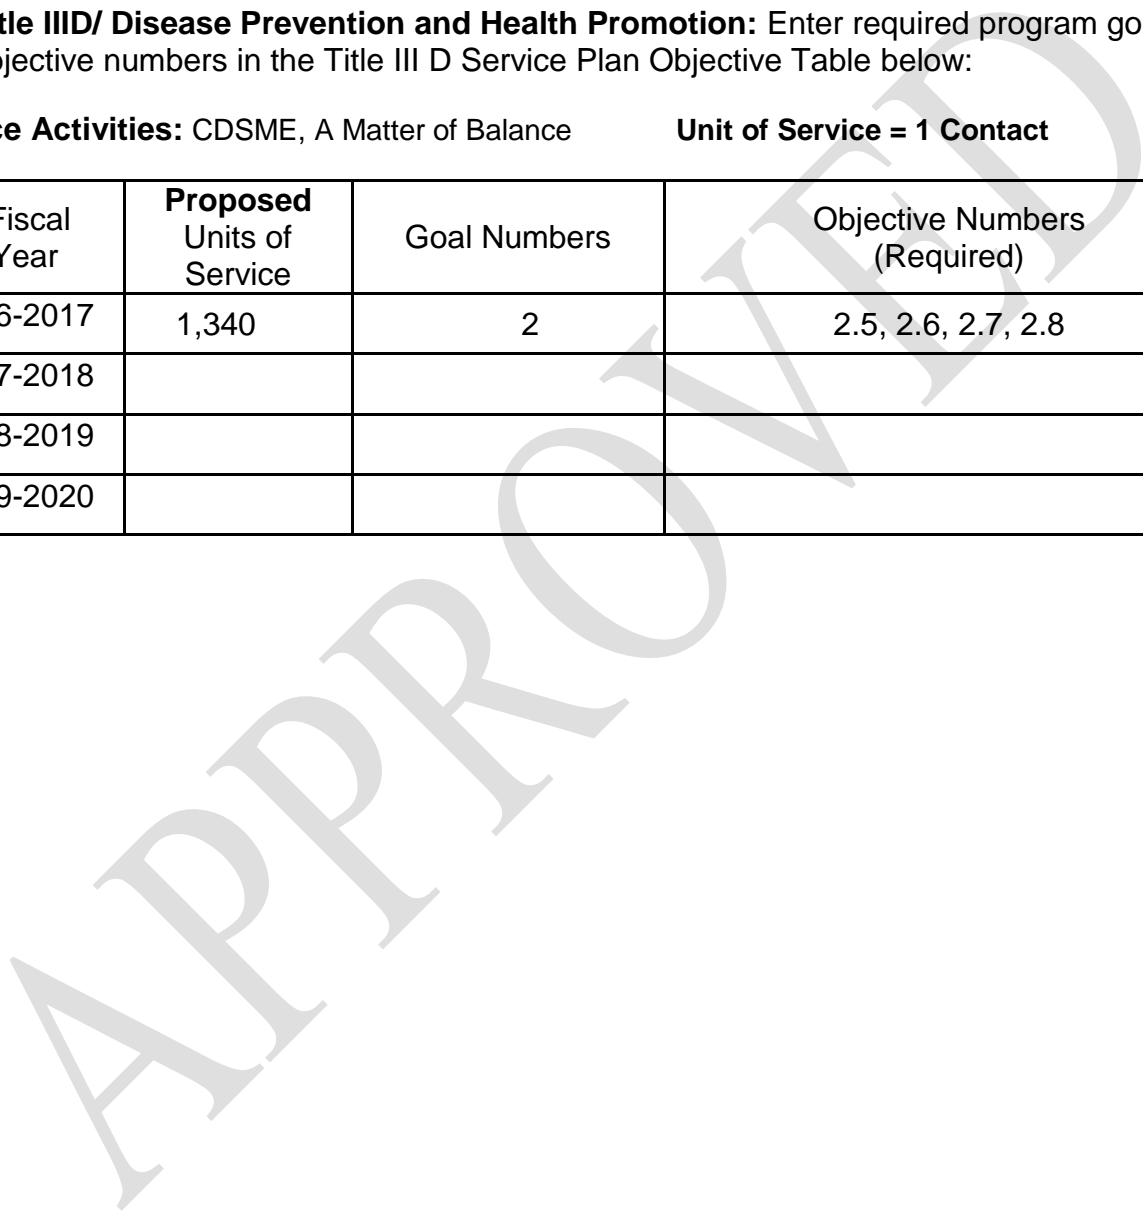 tle IIID/ Disease Prevention and Health Promotion: Enter required program go
jective numbers in the Title III D Service Plan Objective Table below:
ce Activities: CDSME, A Matter of Balance Unit of Service = 1 Contact
Fiscal Year Proposed Units of Service Goal Numbers Objective Numbers (Required)
6-2017 1,340 2 2.5, 2.6, 2.7, 2.8
7-2018
8-2019
9-2020
APPROVED